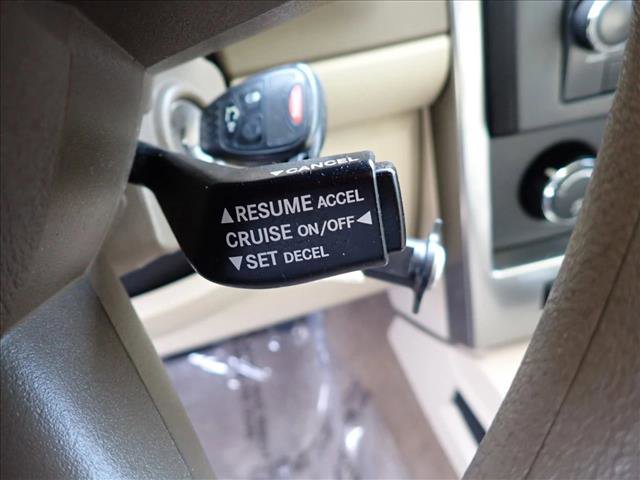 ▼CANCEL
▲RESUME ACCEL
CRUISE ON/OFF◀
▼SET DECEL